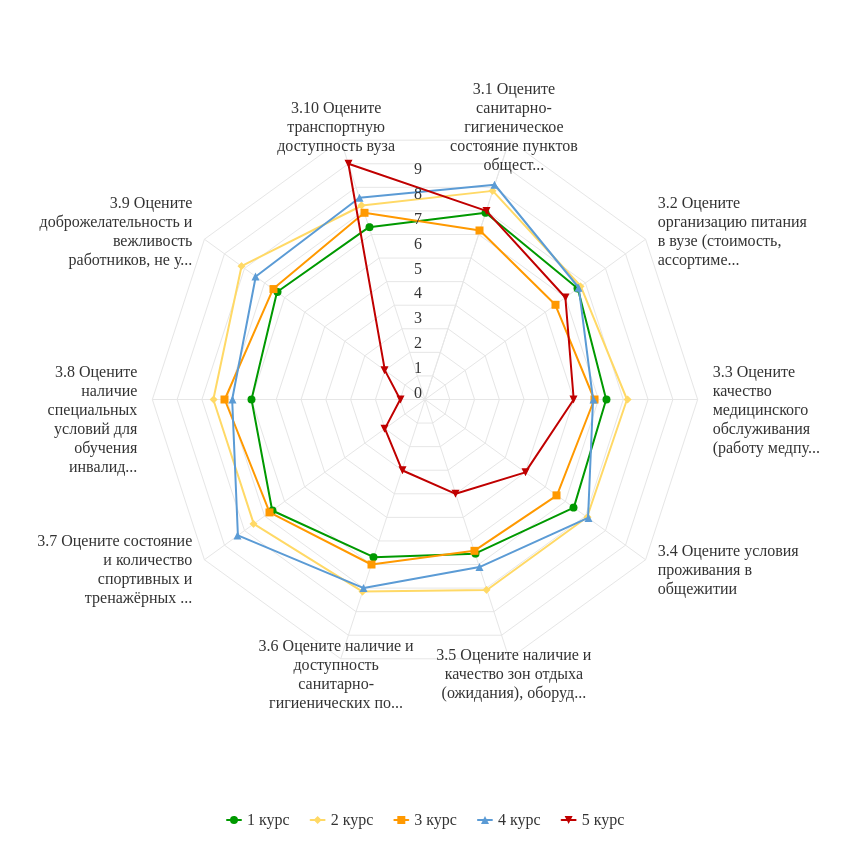 3.1 Оцените
санитарно-
гигиеническое
состояние пунктов
общест...
3.2 Оцените
организацию питания
в вузе (стоимость,
ассортиме...
3.3 Оцените
качество
медицинского
обслуживания
(работу медпу...
3.4 Оцените условия
проживания в
общежитии
3.5 Оцените наличие и
качество зон отдыха
(ожидания), оборуд...
3.6 Оцените наличие и
доступность
санитарно-
гигиенических по...
3.7 Оцените состояние
и количество
спортивных и
тренажёрных ...
3.8 Оцените
наличие
специальных
условий для
обучения
инвалид...
3.9 Оцените
доброжелательность и
вежливость
работников, не у...
3.10 Оцените
транспортную
доступность вуза
9
8
7
6
5
4
3
2
1
0
1 курс
2 курс
3 курс
4 курс
5 курс